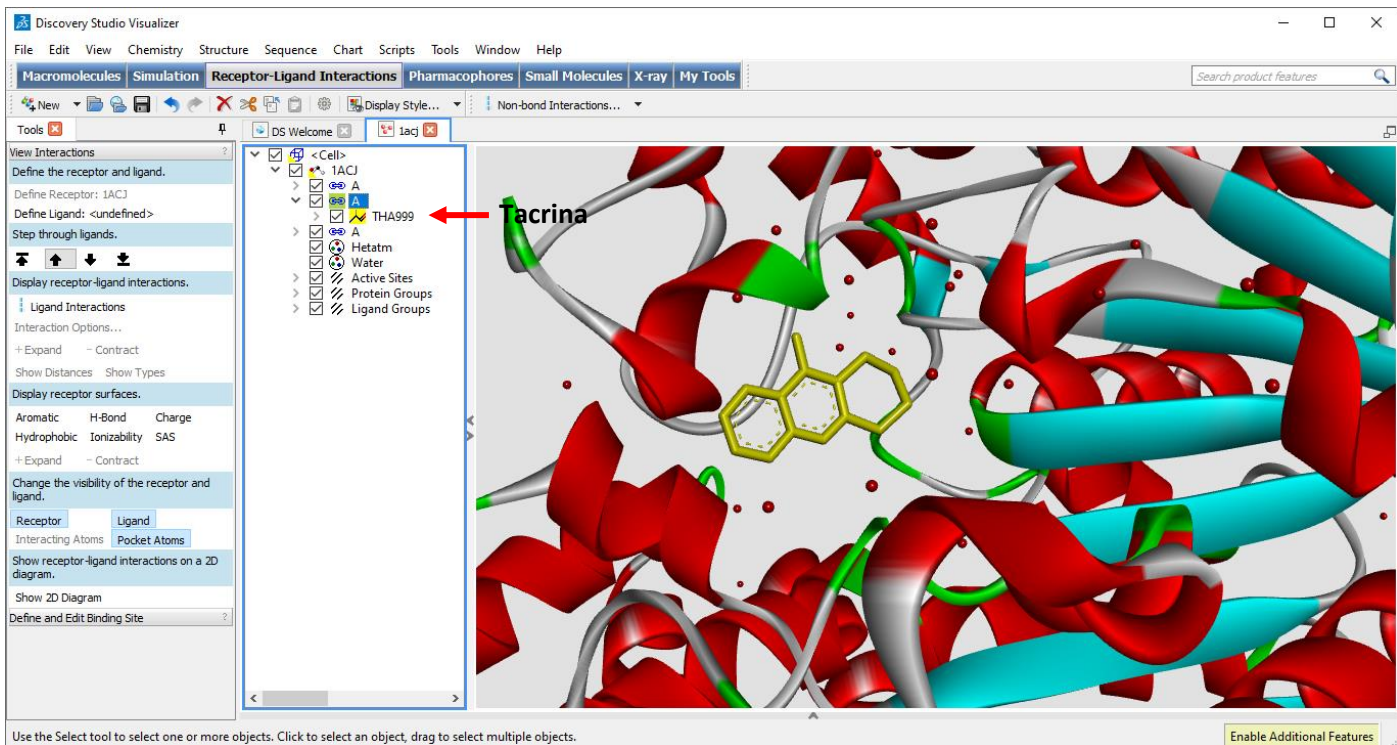 Discovery Studio Visualizer
File Edit View Chemistry Structure Sequence Chart Scripts Tools Window Help
Macromolecules Simulation Receptor-Ligand Interactions Pharmacophores Small Molecules X-ray My Tools
Search product features
New Display Style... Non-bond Interactions...
Tools
DS Welcome 1acj
View Interactions ?
Define the receptor and ligand.
Define Receptor: 1ACJ
Define Ligand: <undefined>
Step through ligands.
Display receptor-ligand interactions.
Ligand Interactions
Interaction Options...
+Expand - Contract
Show Distances Show Types
Display receptor surfaces.
Aromatic H-Bond Charge
Hydrophobic Ionizability SAS
+Expand - Contract
Change the visibility of the receptor and
ligand.
Receptor Ligand
Interacting Atoms Pocket Atoms
Show receptor-ligand interactions on a 2D
diagram.
Show 2D Diagram
Define and Edit Binding Site ?
<Cell>
1ACJ
A
A
THA999
A
Hetatm
Water
Active Sites
Protein Groups
Ligand Groups
Tacrina
Use the Select tool to select one or more objects. Click to select an object, drag to select multiple objects.
Enable Additional Features